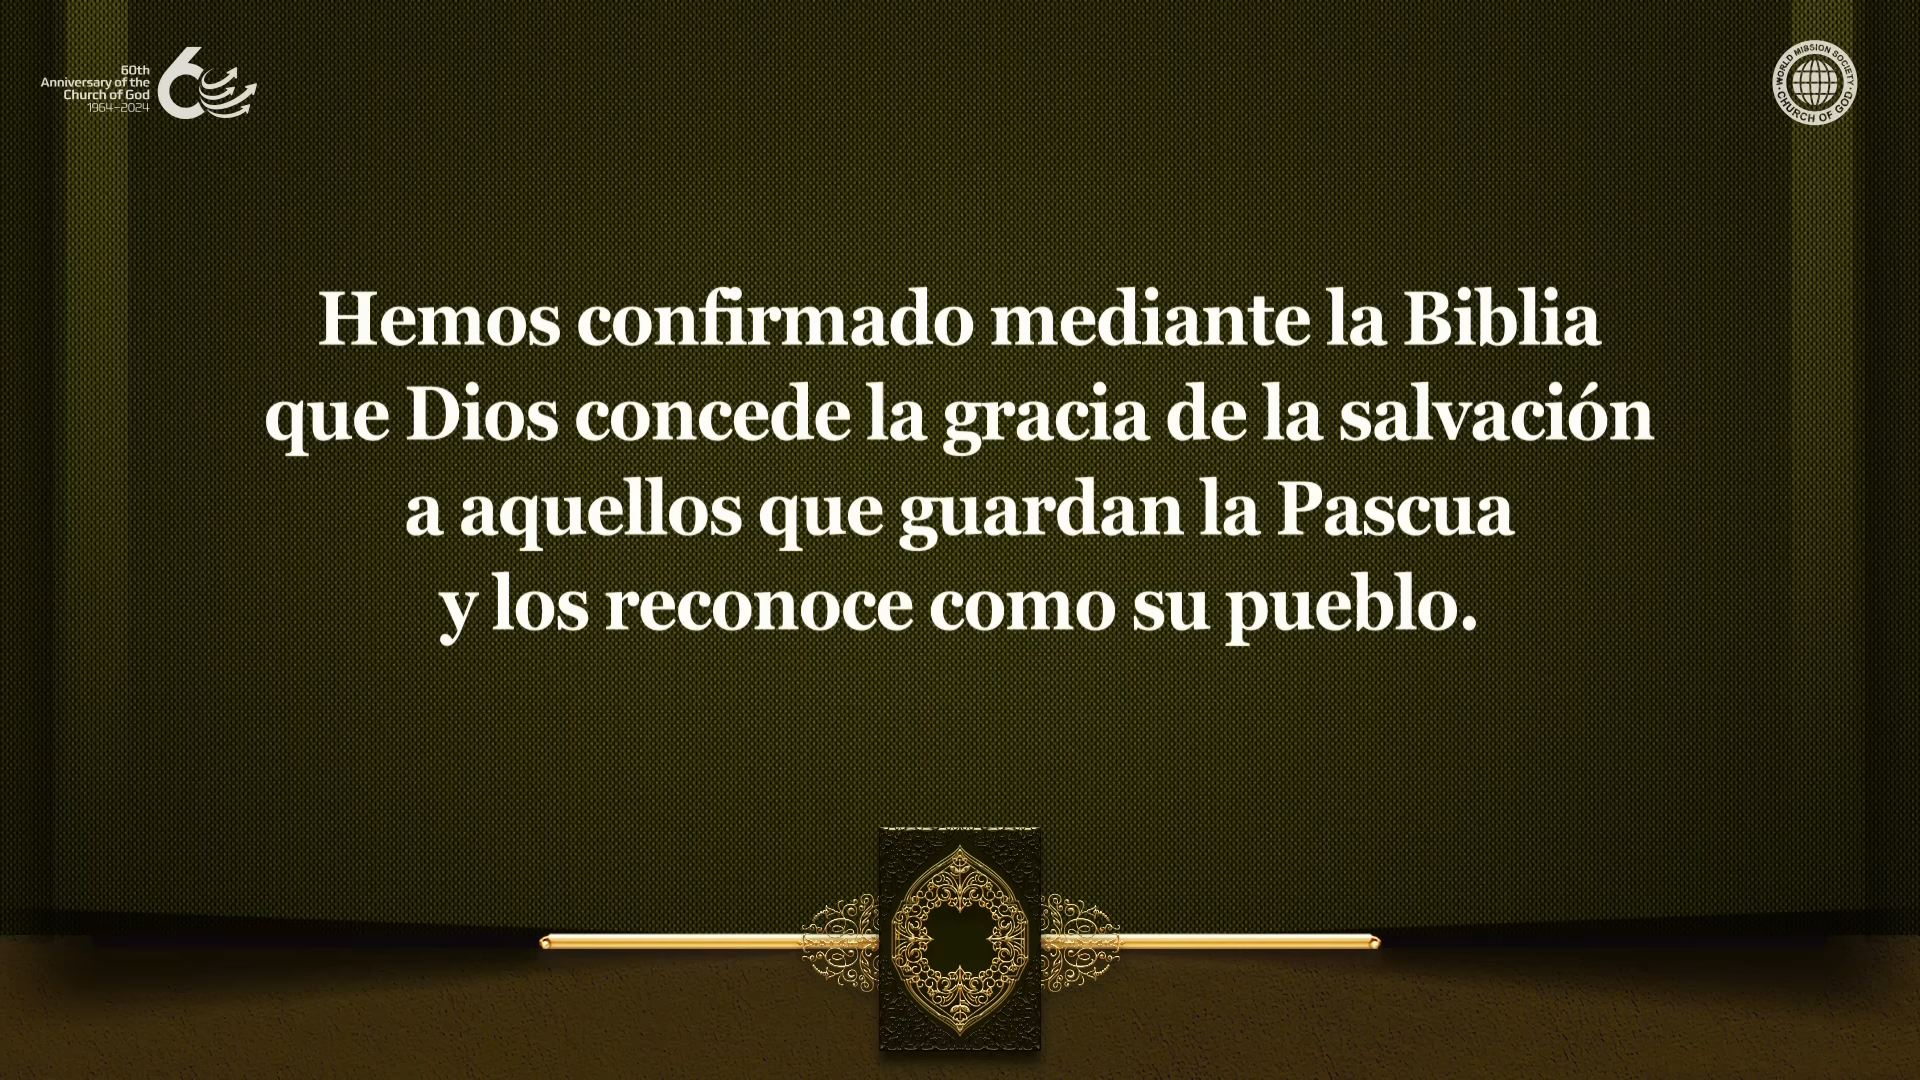 60th
Anniversary of the
Church of God
1964–2024
WORLD MISSION SOCIETY
CHURCH OF GOD
Hemos confirmado mediante la Biblia
que Dios concede la gracia de la salvación
a aquellos que guardan la Pascua
y los reconoce como su pueblo.